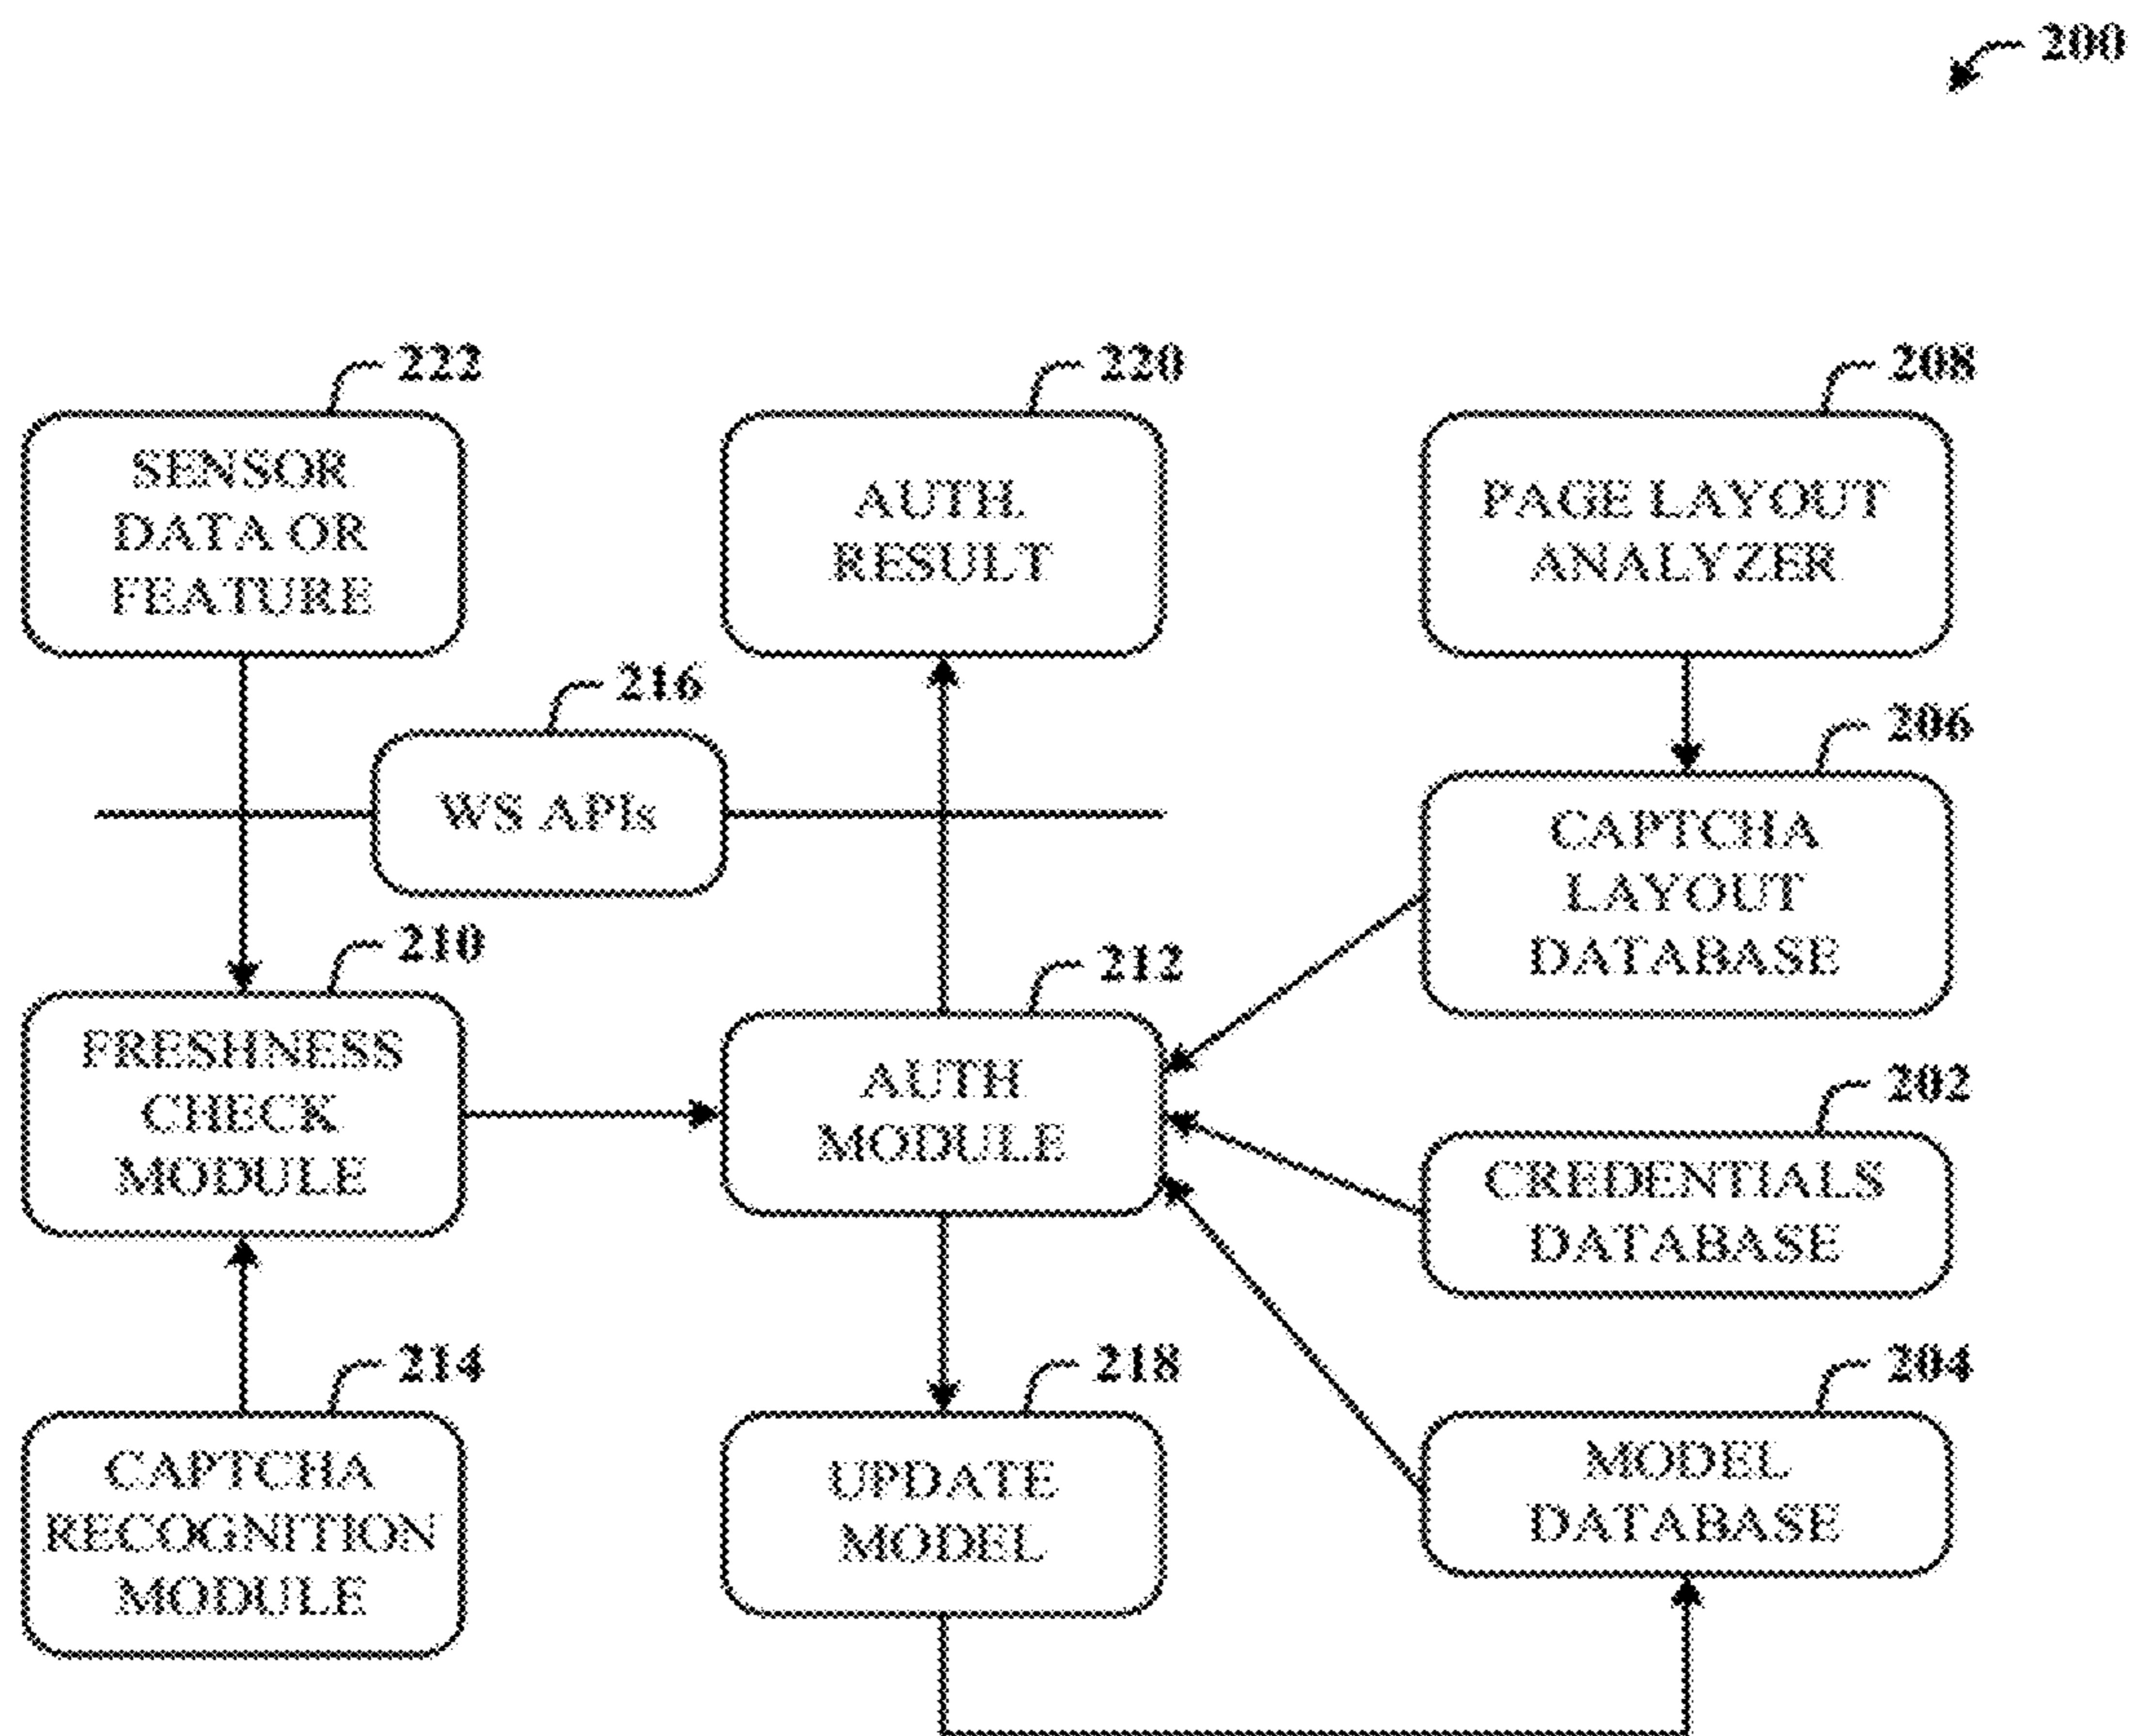 200
222
SENSOR
DATA OR
FEATURE
220
AUTH.
RESULT
208
PAGE LAYOUT
ANALYZER
216
WS APIs
206
CAPTCHA
LAYOUT
DATABASE
210
FRESHNESS
CHECK
MODULE
212
AUTH
MODULE
202
CREDENTIALS
DATABASE
214
CAPTCHA
RECOGNITION
MODULE
218
UPDATE
MODEL
204
MODEL
DATABASE